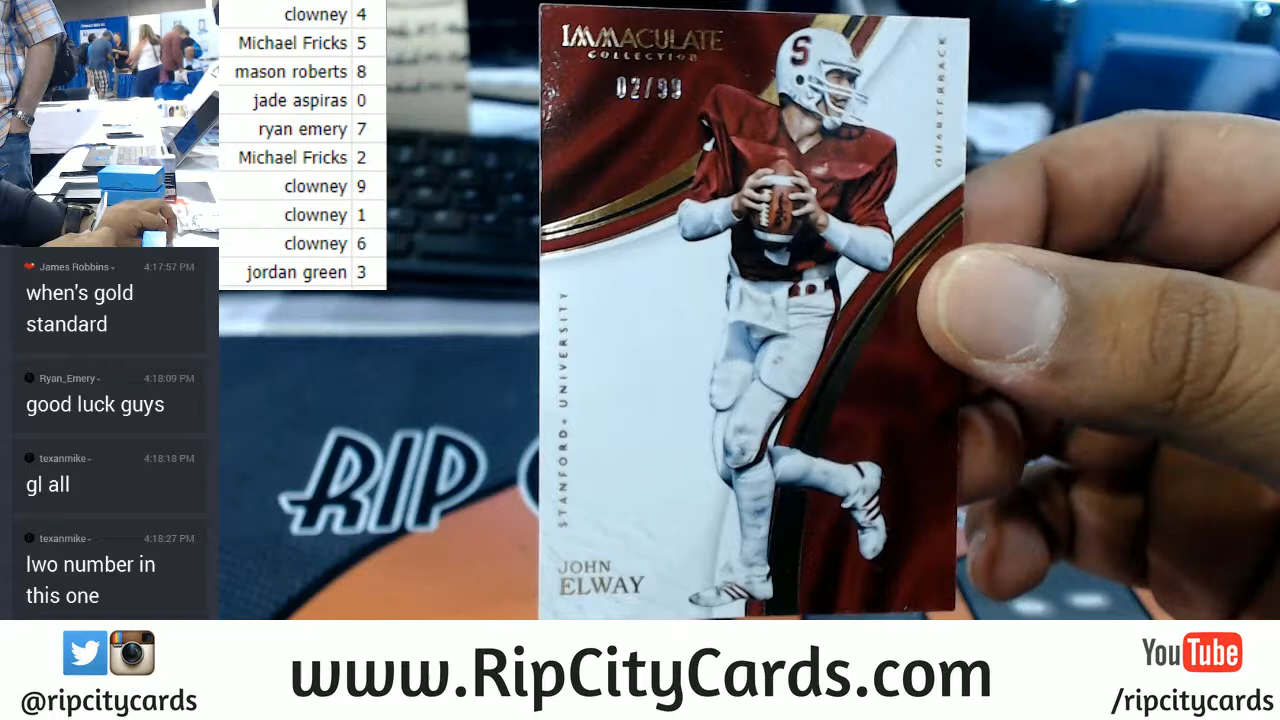 clowney 4
Michael Fricks 5
mason roberts 8
jade aspiras 0
ryan emery 7
Michael Fricks 2
clowney 9
clowney 1
clowney 6
jordan green 3
James Robbins 4:17:57 PM
when's gold
standard
Ryan_Emery 4:18:09 PM
good luck guys
texanmike 4:18:18 PM
gl all
texanmike 4:18:27 PM
lwo number in
this one
IMMACULATE
COLLECTION
02/99
S
QUARTERBACK
STANFORD UNIVERSITY
JOHN
ELWAY
RIP
@ripcitycards
www.RipCityCards.com
YouTube
/ripcitycards